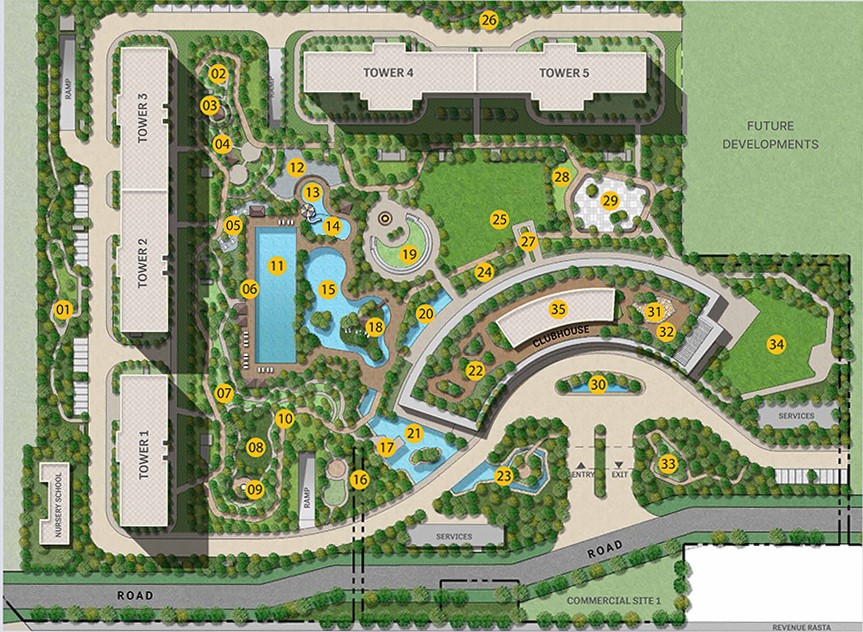 26
RAMP
TOWER 3
02
RAMP
TOWER 4
TOWER 5
03
04
FUTURE
DEVELOPMENTS
12
13
28
29
25
05
14
27
19
TOWER 2
11
24
06
15
01
20
35
31
18
CLUBHOUSE
32
34
22
30
07
10
SERVICES
21
08
17
TOWER 1
33
23
ENTRY
EXIT
09
16
RAMP
NURSERY SCHOOL
SERVICES
ROAD
ROAD
COMMERCIAL SITE 1
REVENUE RASTA